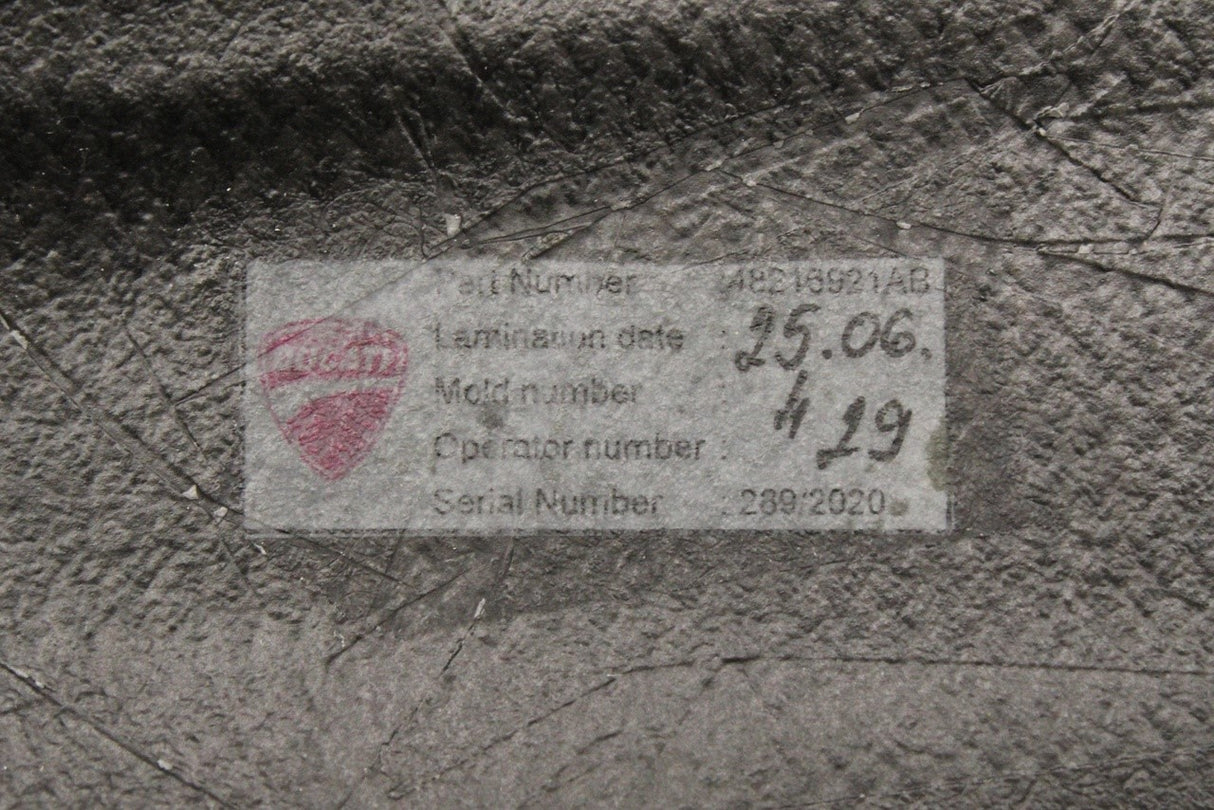 DUCATI
Part Number : 48216921AB
Lamination date : 25.06.
Mold number : 4
Operator number : 19
Serial Number : 289/2020